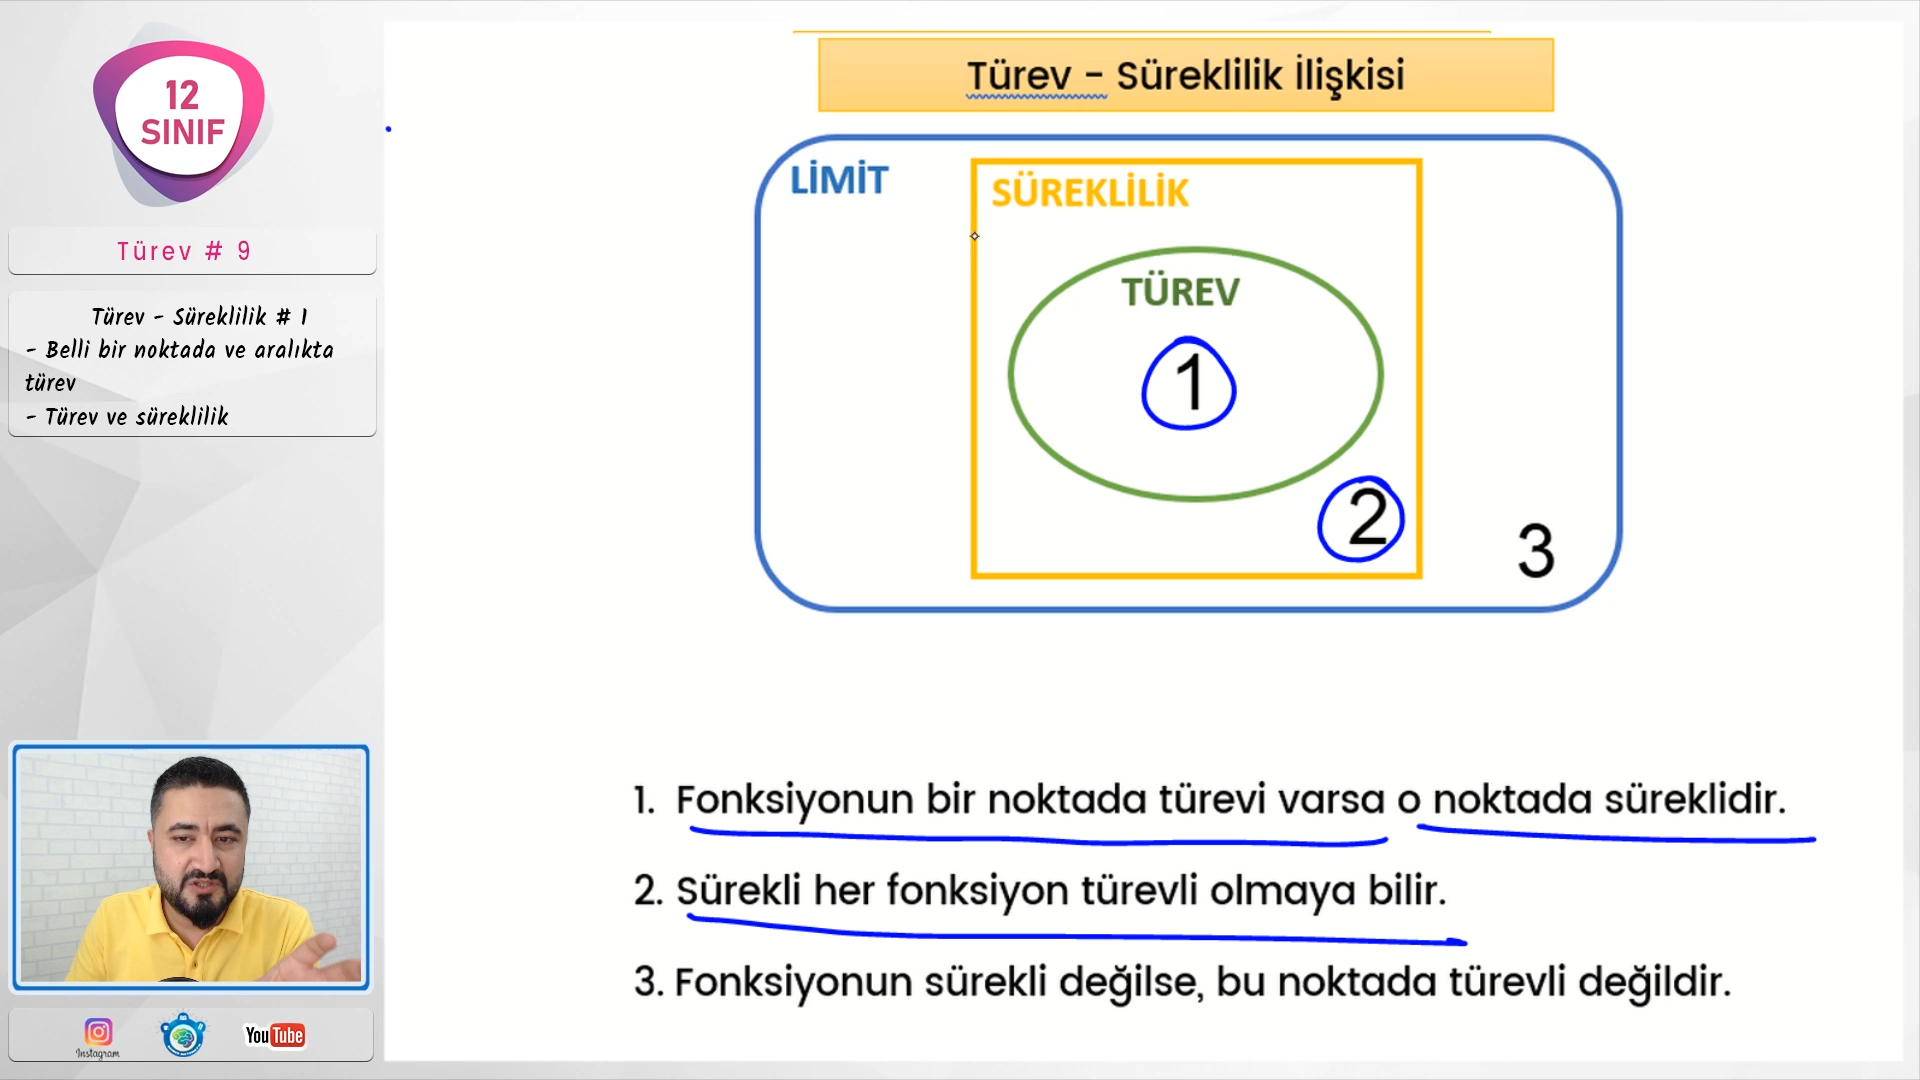 12
SINIF
Türev # 9
Türev - Süreklilik # 1
- Belli bir noktada ve aralıkta
türev
- Türev ve süreklilik
Instagram
YouTube
Türev - Süreklilik İlişkisi
LİMİT
SÜREKLİLİK
TÜREV
1
2
3
1. Fonksiyonun bir noktada türevi varsa o noktada süreklidir.
2. Sürekli her fonksiyon türevli olmaya bilir.
3. Fonksiyonun sürekli değilse, bu noktada türevli değildir.